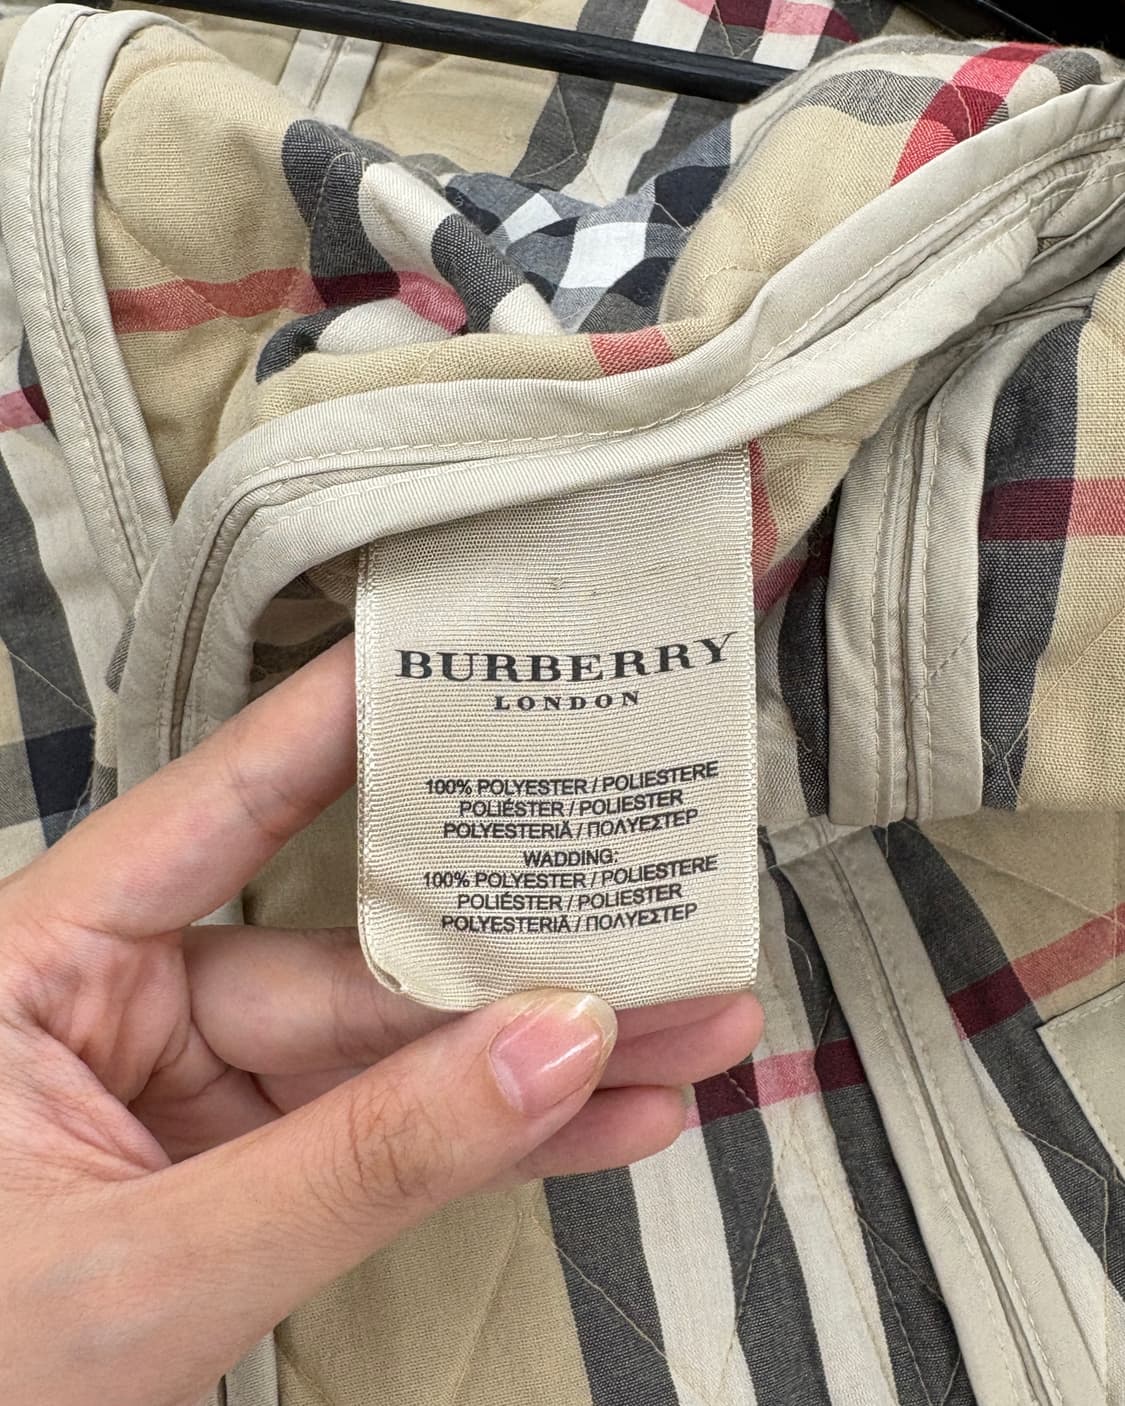 BURBERRY
LONDON
100% POLYESTER / POLIESTERE
POLIÉSTER / POLIESTER
POLYESTERIÄ / ΠΟΛΥΕΣΤΕΡ
WADDING:
100% POLYESTER / POLIESTERE
POLIÉSTER / POLIESTER
POLYESTERIÄ / ΠΟΛΥΕΣΤΕΡ